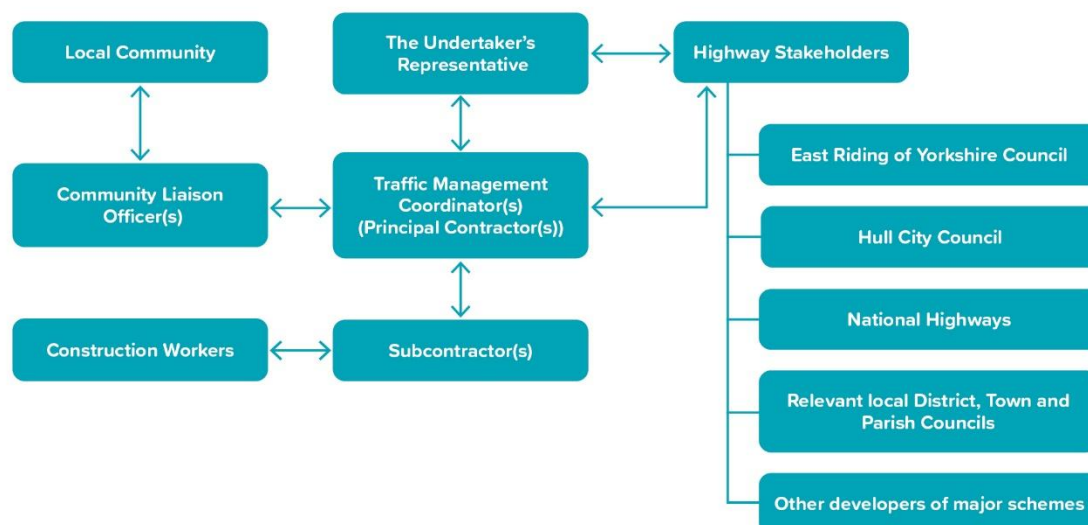 Local Community
The Undertaker’s
Representative
Highway Stakeholders
East Riding of Yorkshire Council
Community Liaison
Officer(s)
Traffic Management
Coordinator(s)
(Principal Contractor(s))
Hull City Council
National Highways
Construction Workers
Subcontractor(s)
Relevant local District, Town and
Parish Councils
Other developers of major schemes